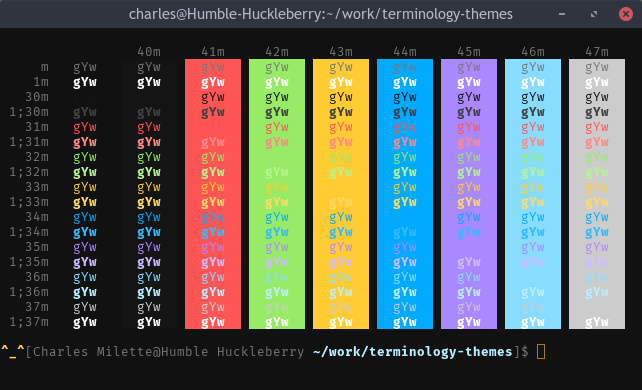 charles@Humble-Huckleberry:~/work/terminology-themes
40m 41m 42m 43m 44m 45m 46m 47m
m gYw gYw gYw gYw gYw gYw gYw gYw gYw
1m gYw gYw gYw gYw gYw gYw gYw gYw gYw
30m gYw gYw gYw gYw gYw gYw gYw
1;30m gYw gYw gYw gYw gYw gYw gYw gYw gYw
31m gYw gYw gYw gYw gYw gYw gYw gYw
1;31m gYw gYw gYw gYw gYw gYw gYw gYw gYw
32m gYw gYw gYw gYw gYw gYw gYw gYw
1;32m gYw gYw gYw gYw gYw gYw gYw gYw gYw
33m gYw gYw gYw gYw gYw gYw gYw gYw
1;33m gYw gYw gYw gYw gYw gYw gYw gYw gYw
34m gYw gYw gYw gYw gYw gYw gYw gYw
1;34m gYw gYw gYw gYw gYw gYw gYw gYw gYw
35m gYw gYw gYw gYw gYw gYw gYw gYw
1;35m gYw gYw gYw gYw gYw gYw gYw gYw gYw
36m gYw gYw gYw gYw gYw gYw gYw gYw
1;36m gYw gYw gYw gYw gYw gYw gYw gYw gYw
37m gYw gYw gYw gYw gYw gYw gYw gYw
1;37m gYw gYw gYw gYw gYw gYw gYw gYw gYw
^_^[Charles Milette@Humble Huckleberry ~/work/terminology-themes]$